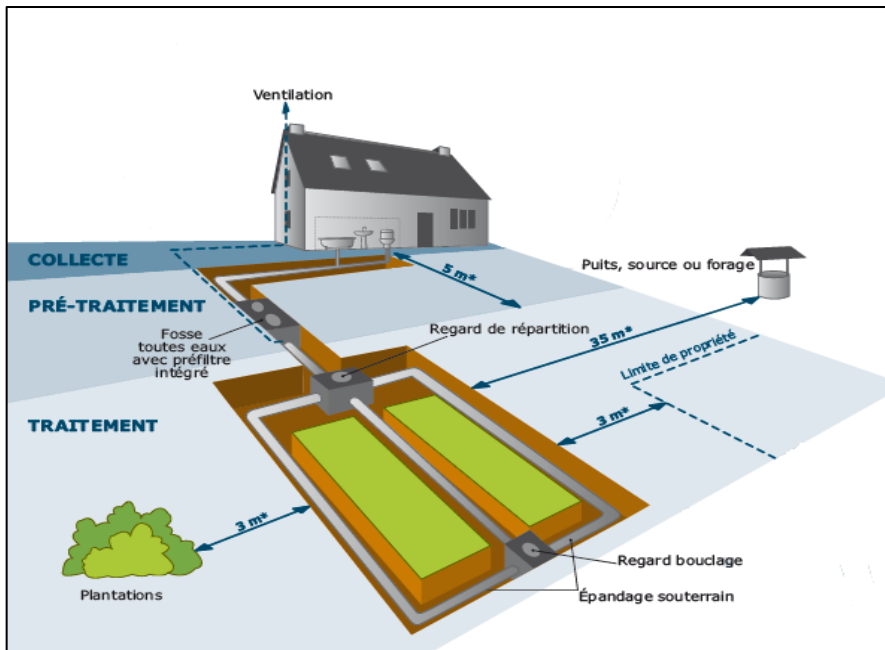 Ventilation
COLLECTE
5 m*
Puits, source ou forage
PRÉ-TRAITEMENT
Fosse
toutes eaux
avec préfiltre
intégré
Regard de répartition
35 m*
Limite de propriété
TRAITEMENT
3 m*
3 m*
Plantations
Regard bouclage
Épandage souterrain